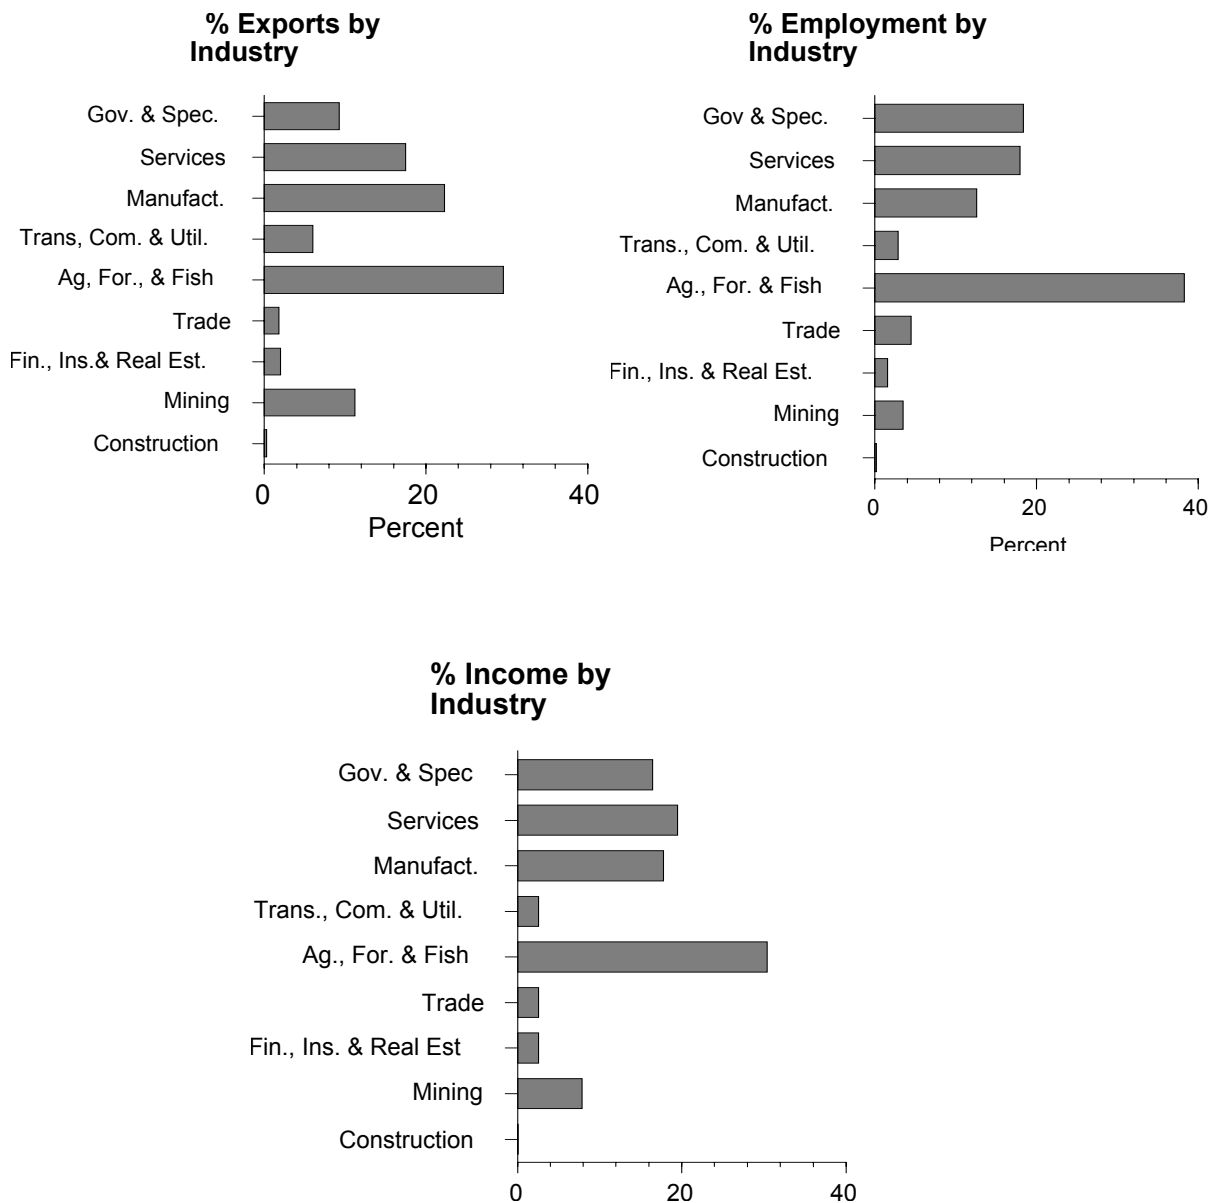 % Exports by
Industry
Gov. & Spec.
Services
Manufact.
Trans, Com. & Util.
Ag, For., & Fish
Trade
Fin., Ins.& Real Est.
Mining
Construction
0 20 40
Percent
% Employment by
Industry
Gov & Spec.
Services
Manufact.
Trans., Com. & Util.
Ag., For. & Fish
Trade
Fin., Ins. & Real Est.
Mining
Construction
0 20 40
Percent
% Income by
Industry
Gov. & Spec
Services
Manufact.
Trans., Com. & Util.
Ag., For. & Fish
Trade
Fin., Ins. & Real Est
Mining
Construction
0 20 40